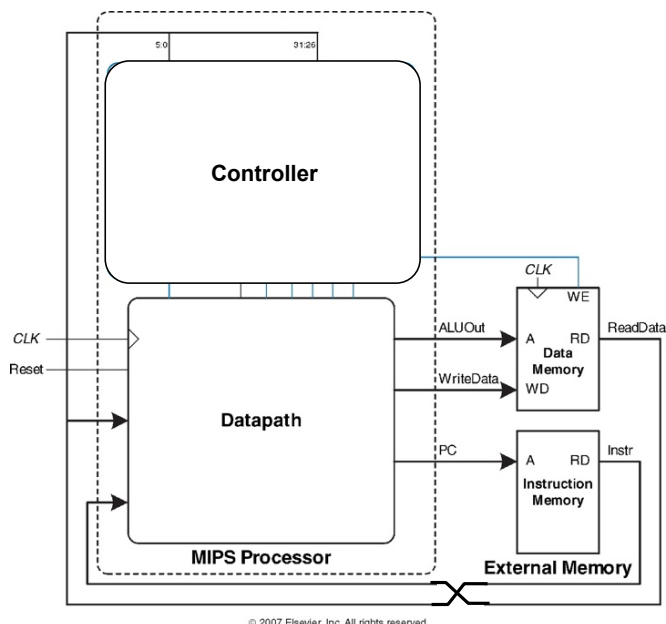 5:0
31:26
Controller
CLK
WE
CLK
Reset
ALUOut
A
RD
ReadData
Data
Memory
WriteData
WD
Datapath
PC
A
RD
Instr
Instruction
Memory
MIPS Processor
External Memory
© 2007 Elsevier, Inc. All rights reserved